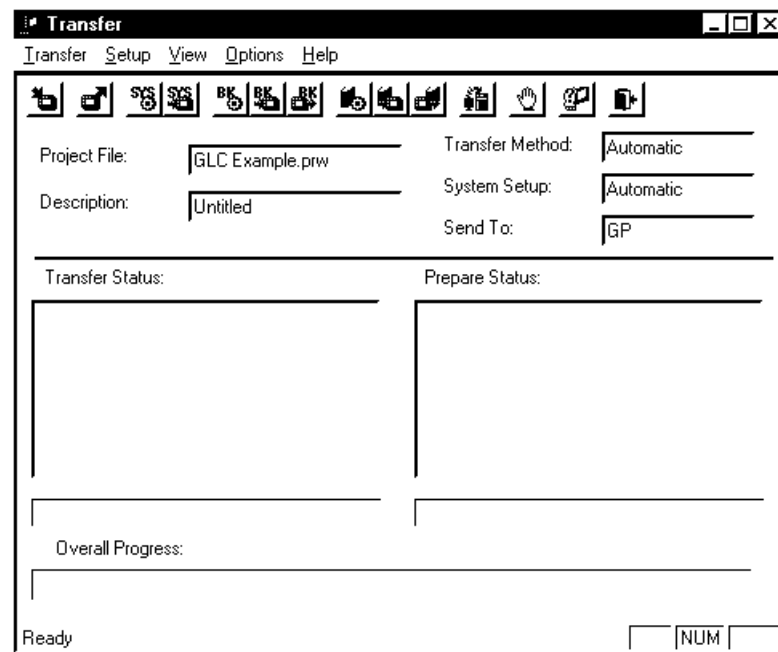 Transfer
Transfer Setup View Options Help
SYS SYS BK BK BK
Project File: GLC Example.prw
Description: Untitled
Transfer Method: Automatic
System Setup: Automatic
Send To: GP
Transfer Status:
Prepare Status:
Overall Progress:
Ready
NUM